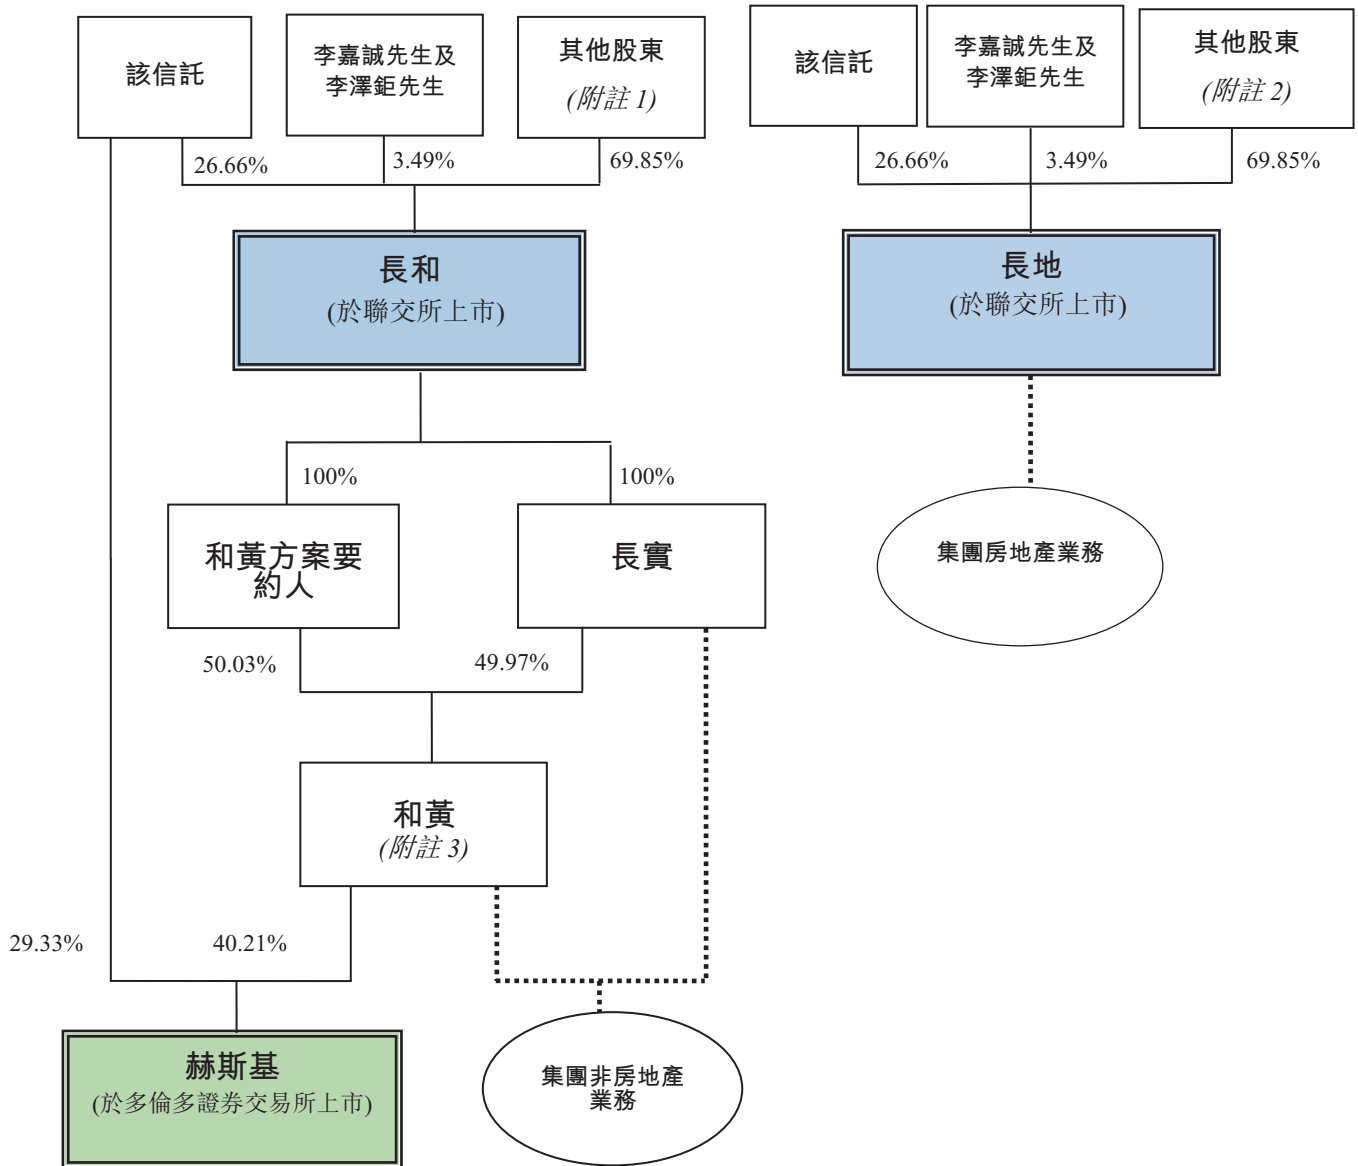 該信託
李嘉誠先生及
李澤鉅先生
其他股東
(附註 1)
26.66%
3.49%
69.85%
長和
(於聯交所上市)
100%
100%
和黃方案要
約人
長實
50.03%
49.97%
和黃
(附註 3)
29.33%
40.21%
赫斯基
(於多倫多證券交易所上市)
集團非房地產
業務
該信託
李嘉誠先生及
李澤鉅先生
其他股東
(附註 2)
26.66%
3.49%
69.85%
長地
(於聯交所上市)
集團房地產業務